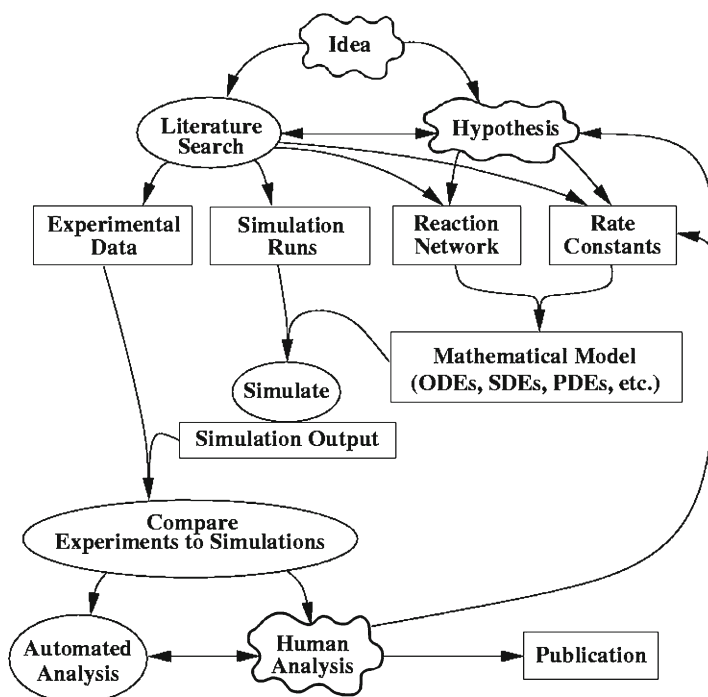 Idea
Literature
Search
Hypothesis
Experimental
Data
Simulation
Runs
Reaction
Network
Rate
Constants
Mathematical Model
(ODEs, SDEs, PDEs, etc.)
Simulate
Simulation Output
Compare
Experiments to Simulations
Automated
Analysis
Human
Analysis
Publication